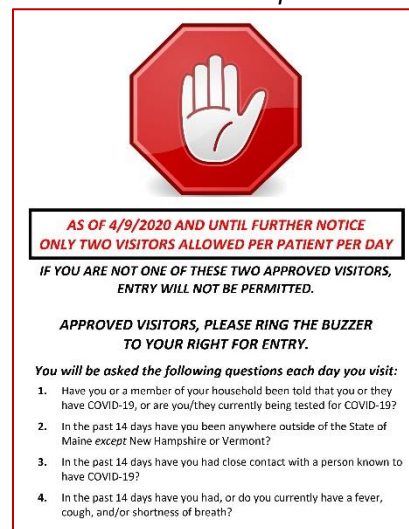 AS OF 4/9/2020 AND UNTIL FURTHER NOTICE
ONLY TWO VISITORS ALLOWED PER PATIENT PER DAY
IF YOU ARE NOT ONE OF THESE TWO APPROVED VISITORS,
ENTRY WILL NOT BE PERMITTED.
APPROVED VISITORS, PLEASE RING THE BUZZER
TO YOUR RIGHT FOR ENTRY.
You will be asked the following questions each day you visit:
1. Have you or a member of your household been told that you or they
have COVID-19, or are you/they currently being tested for COVID-19?
2. In the past 14 days have you been anywhere outside of the State of
Maine except New Hampshire or Vermont?
3. In the past 14 days have you had close contact with a person known to
have COVID-19?
4. In the past 14 days have you had, or do you currently have a fever,
cough, and/or shortness of breath?